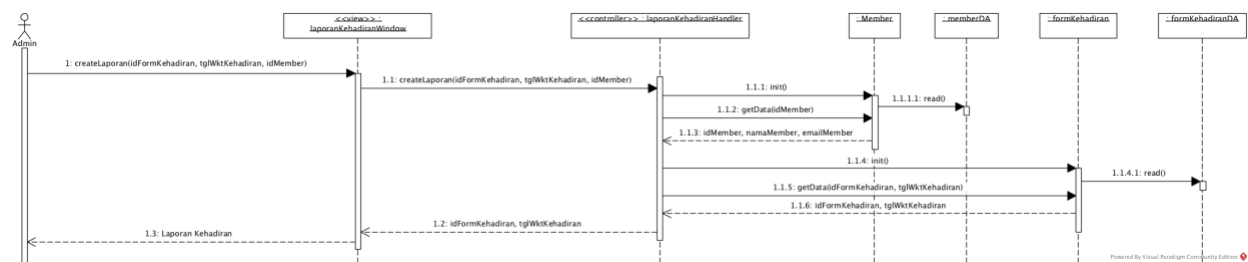 <<view>> :
laporanKehadiranWindow
<<controller>> : laporanKehadiranHandler
: Member
: memberDA
: formKehadiran
: formKehadiranDA
Admin
1: createLaporan(idFormKehadiran, tglWktKehadiran, idMember)
1.1: createLaporan(idFormKehadiran, tglWktKehadiran, idMember)
1.1.1: init()
1.1.1.1: read()
1.1.2: getData(idMember)
1.1.3: idMember, namaMember, emailMember
1.1.4: init()
1.1.4.1: read()
1.1.5: getData(idFormKehadiran, tglWktKehadiran)
1.1.6: idFormKehadiran, tglWktKehadiran
1.2: idFormKehadiran, tglWktKehadiran
1.3: Laporan Kehadiran
Powered By Visual Paradigm Community Edition